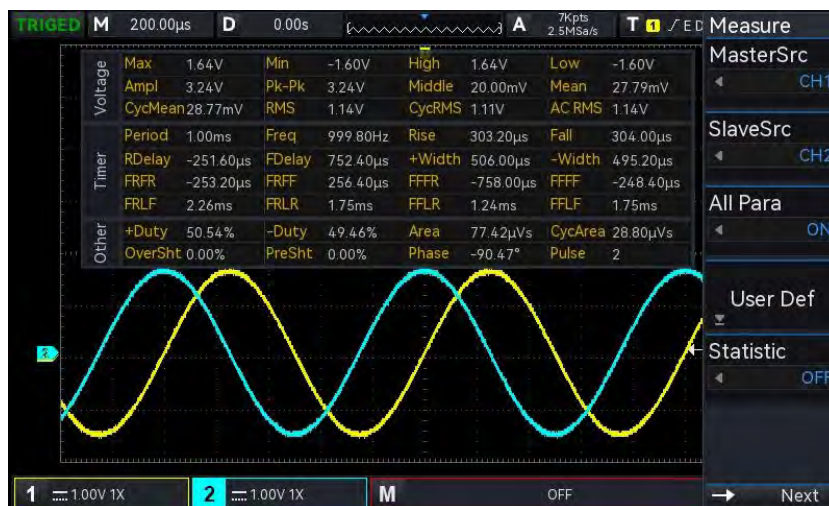 TRIGED M 200.00μs D 0.00s A 7Kpts 2.5MSa/s T 1 E D Measure
MasterSrc
CH1
SlaveSrc
CH2
All Para
ON
User Def
Statistic
OFF
Next
Voltage
Max 1.64V Min -1.60V High 1.64V Low -1.60V
Ampl 3.24V Pk-Pk 3.24V Middle 20.00mV Mean 27.79mV
CycMean 28.77mV RMS 1.14V CycRMS 1.11V AC RMS 1.14V
Timer
Period 1.00ms Freq 999.80Hz Rise 303.20μs Fall 304.00μs
RDelay -251.60μs FDelay 752.40μs +Width 506.00μs -Width 495.20μs
FRFR -253.20μs FRFF 256.40μs FFFR -758.00μs FFFF -248.40μs
FRLF 2.26ms FRLR 1.75ms FFLR 1.24ms FFLF 1.75ms
Other
+Duty 50.54% -Duty 49.46% Area 77.42μVs CycArea 28.80μVs
OverSht 0.00% PreSht 0.00% Phase -90.47° Pulse 2
2
1 1.00V 1X 2 1.00V 1X M OFF